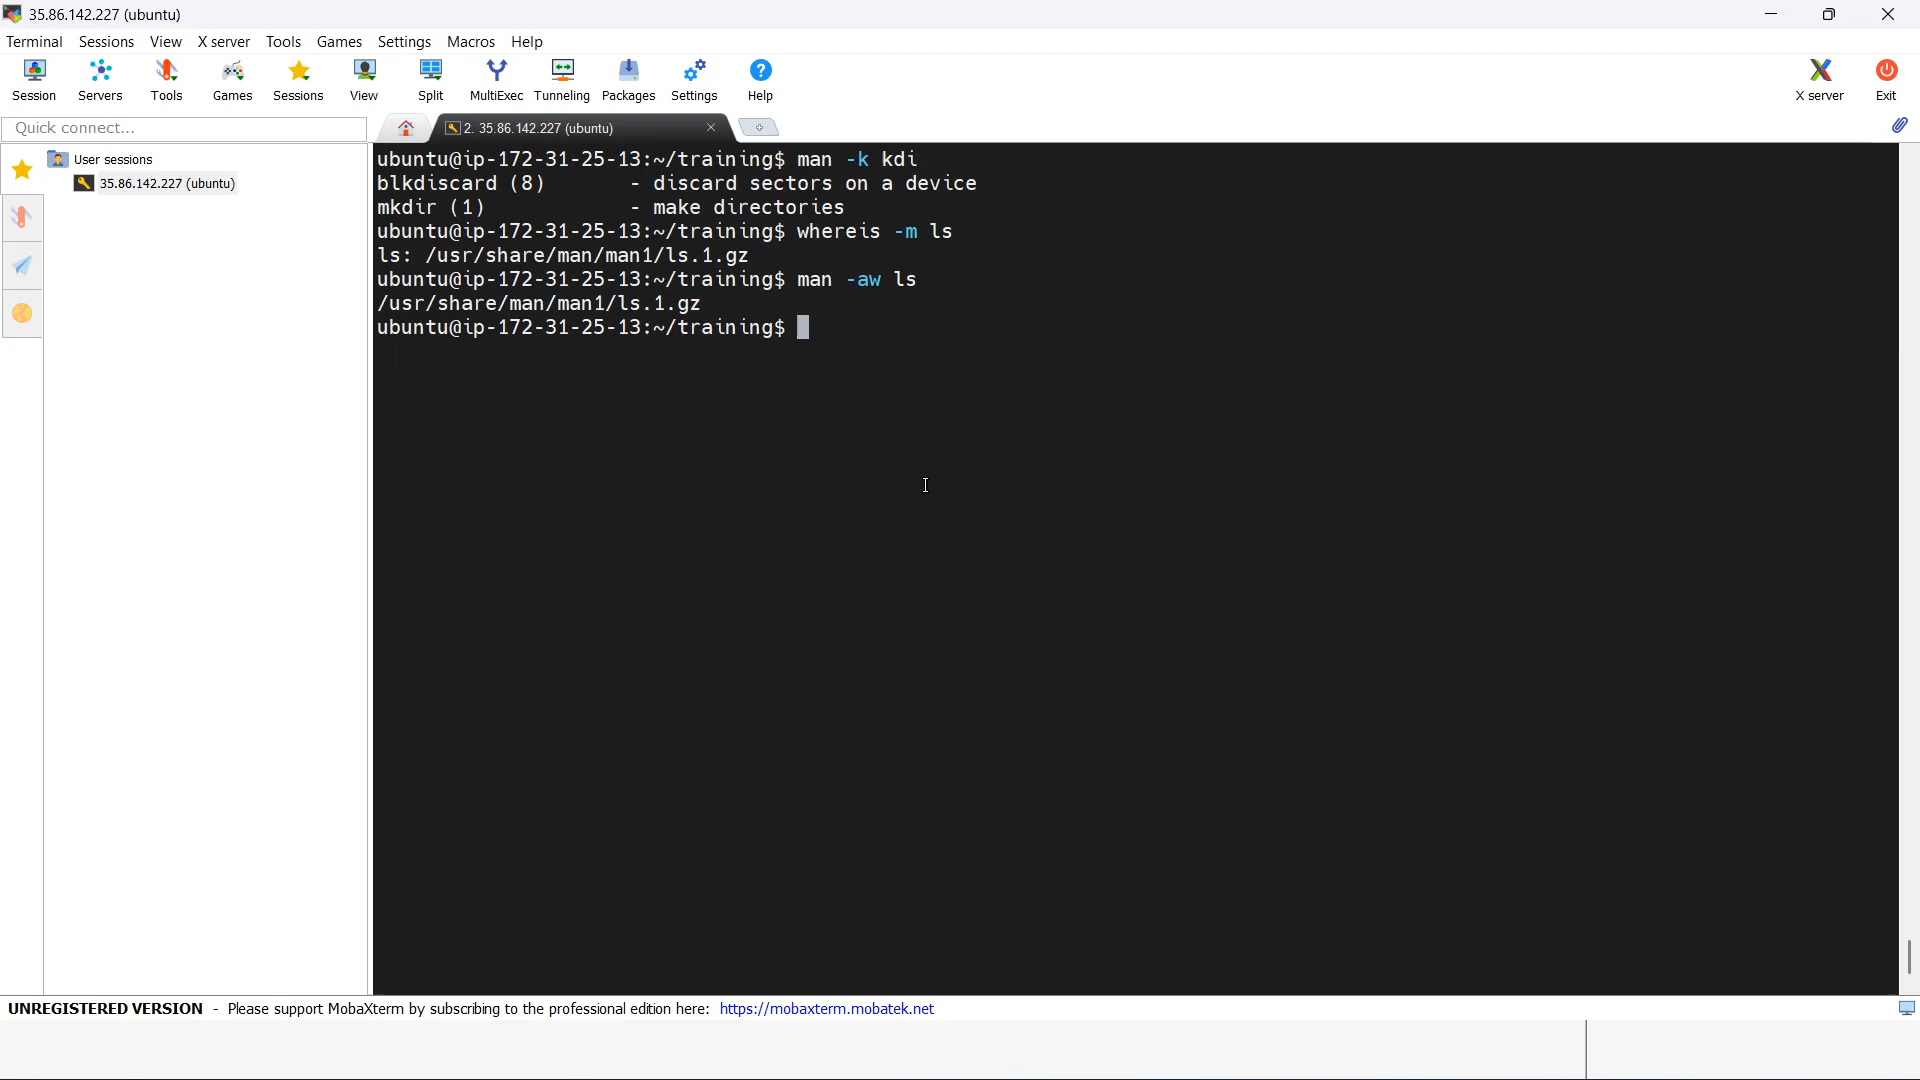 35.86.142.227 (ubuntu)
Terminal Sessions View X server Tools Games Settings Macros Help
Session Servers Tools Games Sessions View Split MultiExec Tunneling Packages Settings Help X server Exit
Quick connect...
2. 35.86.142.227 (ubuntu)
User sessions
35.86.142.227 (ubuntu)
ubuntu@ip-172-31-25-13:~/training$ man -k kdi
blkdiscard (8)       - discard sectors on a device
mkdir (1)            - make directories
ubuntu@ip-172-31-25-13:~/training$ whereis -m ls
ls: /usr/share/man/man1/ls.1.gz
ubuntu@ip-172-31-25-13:~/training$ man -aw ls
/usr/share/man/man1/ls.1.gz
ubuntu@ip-172-31-25-13:~/training$
UNREGISTERED VERSION - Please support MobaXterm by subscribing to the professional edition here: https://mobaxterm.mobatek.net